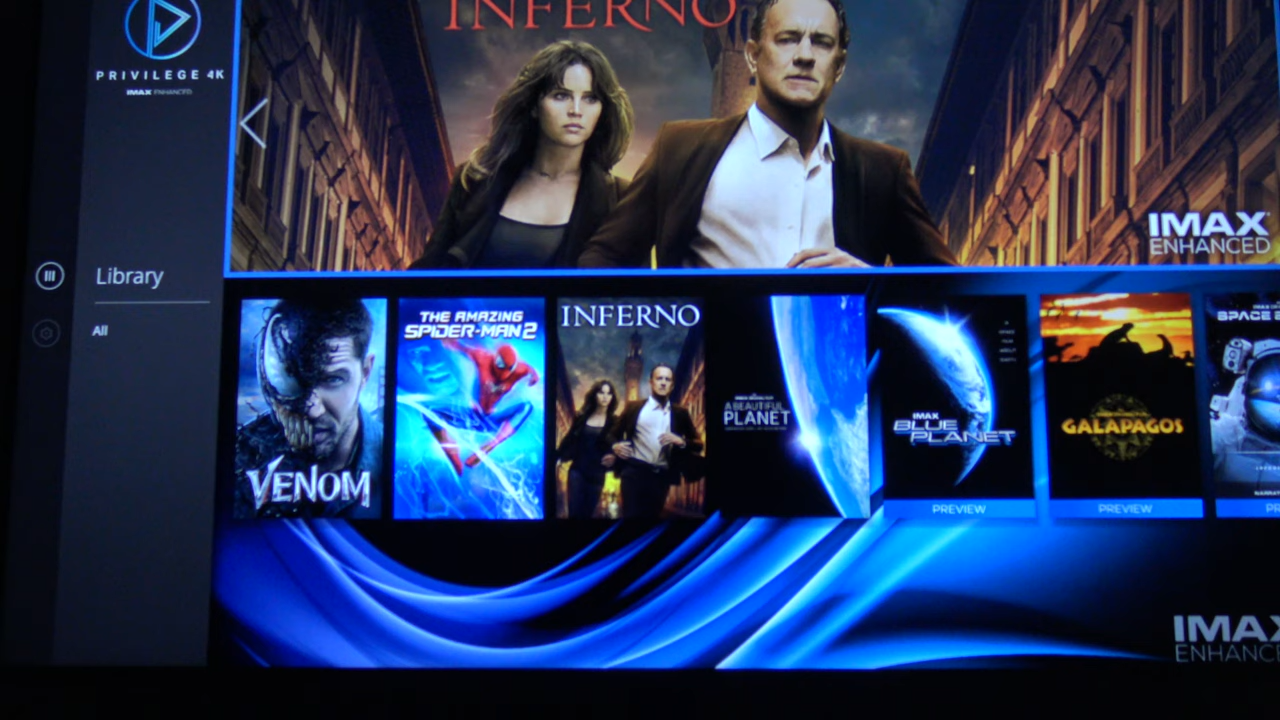 INFERNO
PRIVILEGE 4K
IMAX ENHANCED
IMAX
ENHANCED
Library
All
VENOM
THE AMAZING
SPIDER-MAN 2
INFERNO
A BEAUTIFUL
PLANET
IMAX
BLUE
PLANET
PREVIEW
GALAPAGOS
PREVIEW
SPACE
IMAX
ENHANCED